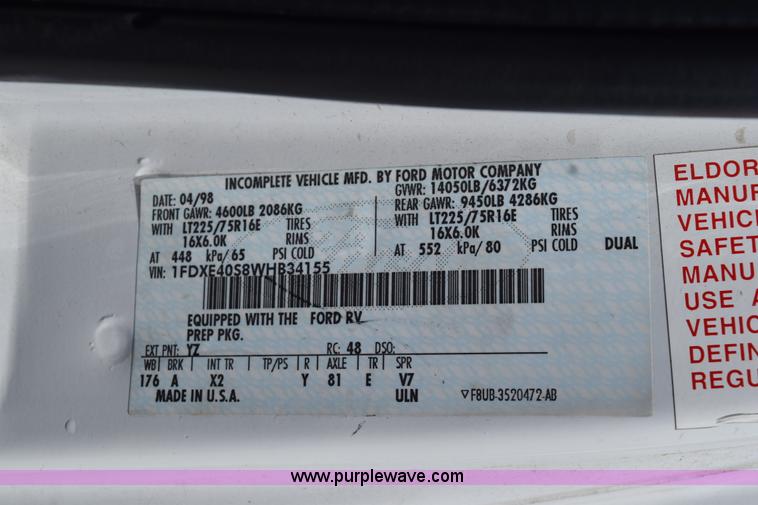 INCOMPLETE VEHICLE MFD. BY FORD MOTOR COMPANY
DATE: 04/98 GVWR: 14050LB/6372KG
FRONT GAWR: 4600LB 2086KG REAR GAWR: 9450LB 4286KG
WITH LT225/75R16E TIRES WITH LT225/75R16E TIRES
16X6.0K RIMS 16X6.0K RIMS
AT 448 kPa/65 PSI COLD AT 552 kPa/80 PSI COLD DUAL
VIN: 1FDXE40S8WHB34155
EQUIPPED WITH THE FORD RV
PREP PKG.
EXT PNT: YZ RC: 48 DSO:
WB BRK INT TR TP/PS R AXLE TR SPR
176 A X2 Y 81 E V7
MADE IN U.S.A. ULN ▽F8UB-3520472-AB
ELDOR
MANUF
VEHIC
SAFET
MANU
USE A
VEHIC
DEFIN
REGU
www.purplewave.com